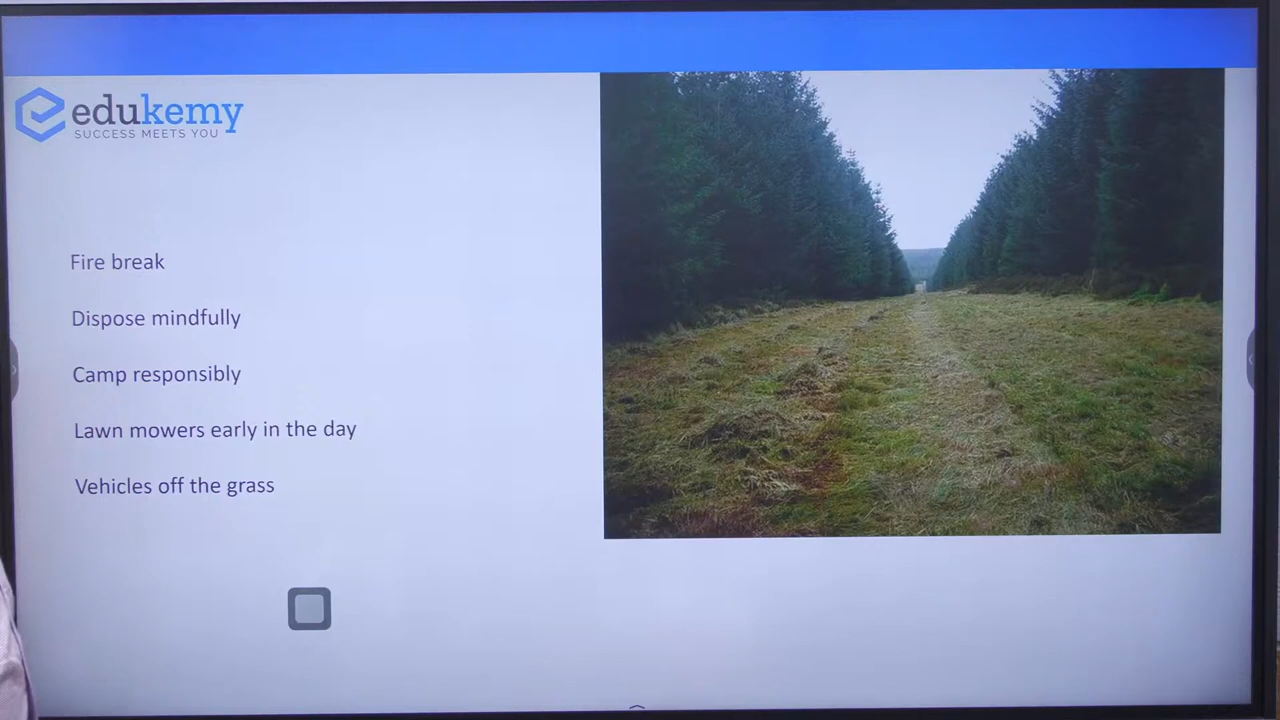 edukemy
SUCCESS MEETS YOU
Fire break
Dispose mindfully
Camp responsibly
Lawn mowers early in the day
Vehicles off the grass